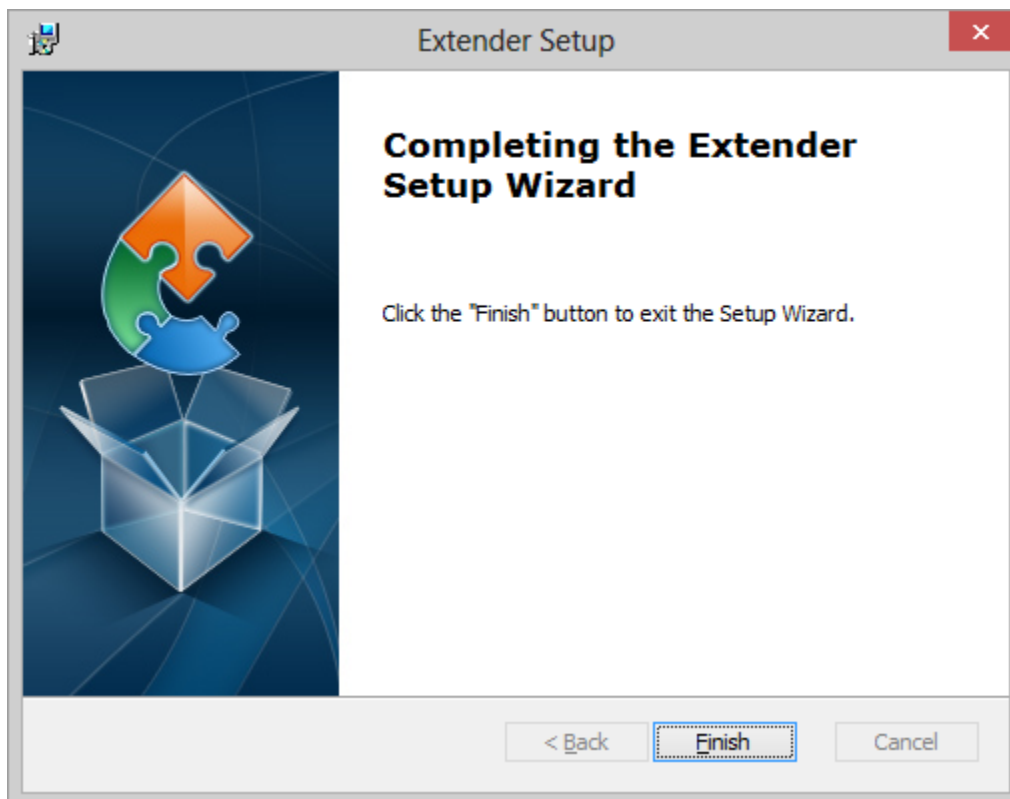 Extender Setup
Completing the Extender
Setup Wizard
Click the "Finish" button to exit the Setup Wizard.
< Back
Finish
Cancel